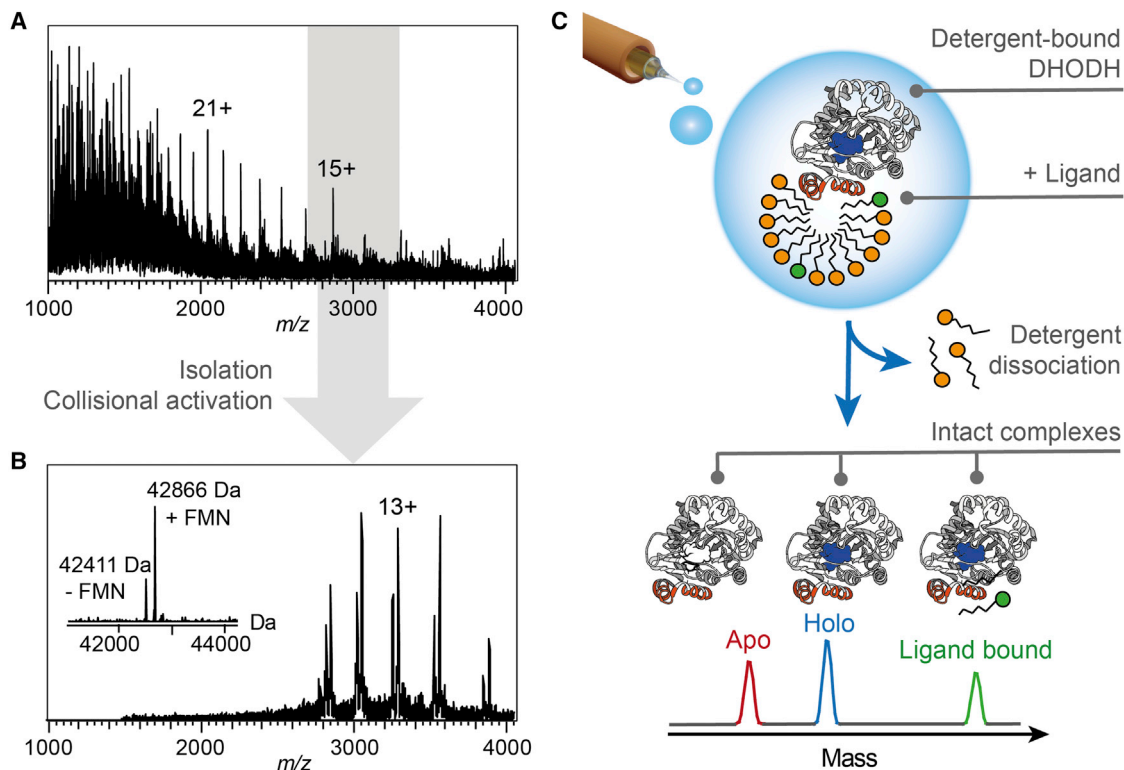 A
21+
15+
1000
2000
3000
4000
m/z
Isolation
Collisional activation
B
42866 Da
+ FMN
42411 Da
- FMN
Da
42000
44000
13+
1000
2000
3000
4000
m/z
C
Detergent-bound
DHODH
+ Ligand
Detergent
dissociation
Intact complexes
Apo
Holo
Ligand bound
Mass